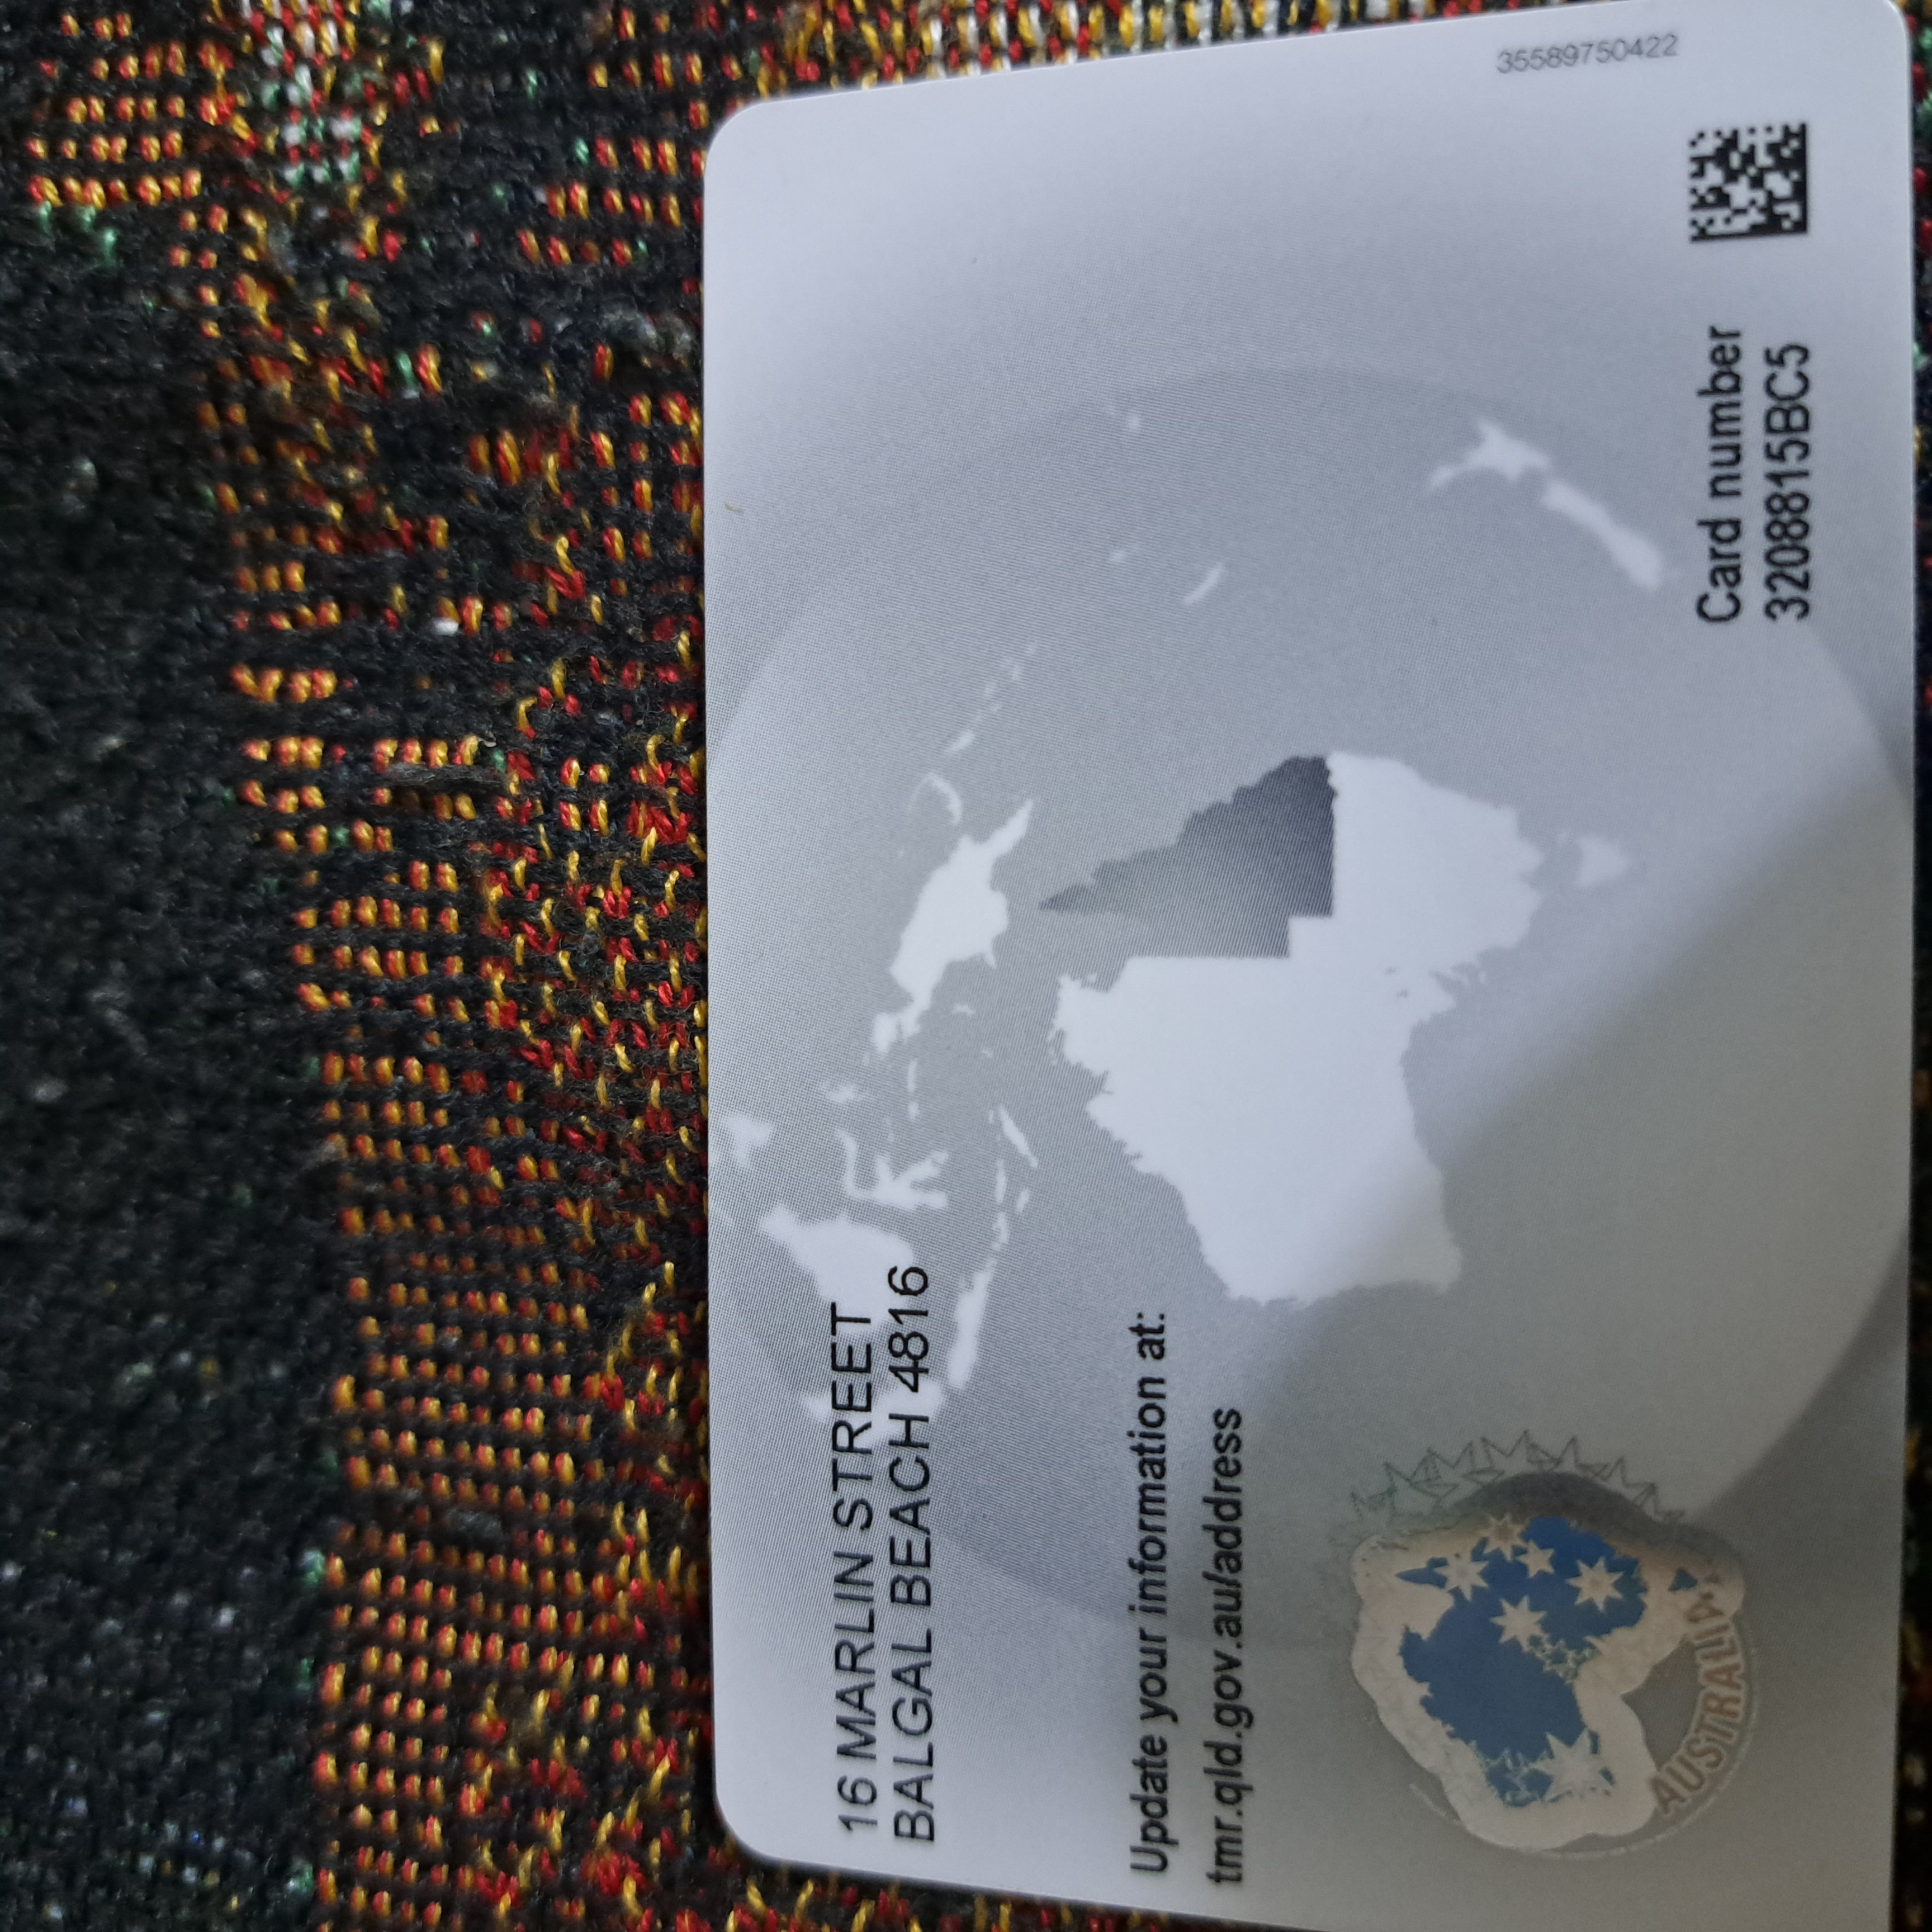 16 MARLIN STREET
BALGAL BEACH 4816
Update your information at:
tmr.qld.gov.au/address
AUSTRALIA
Card number
3208815BC5
35589750422